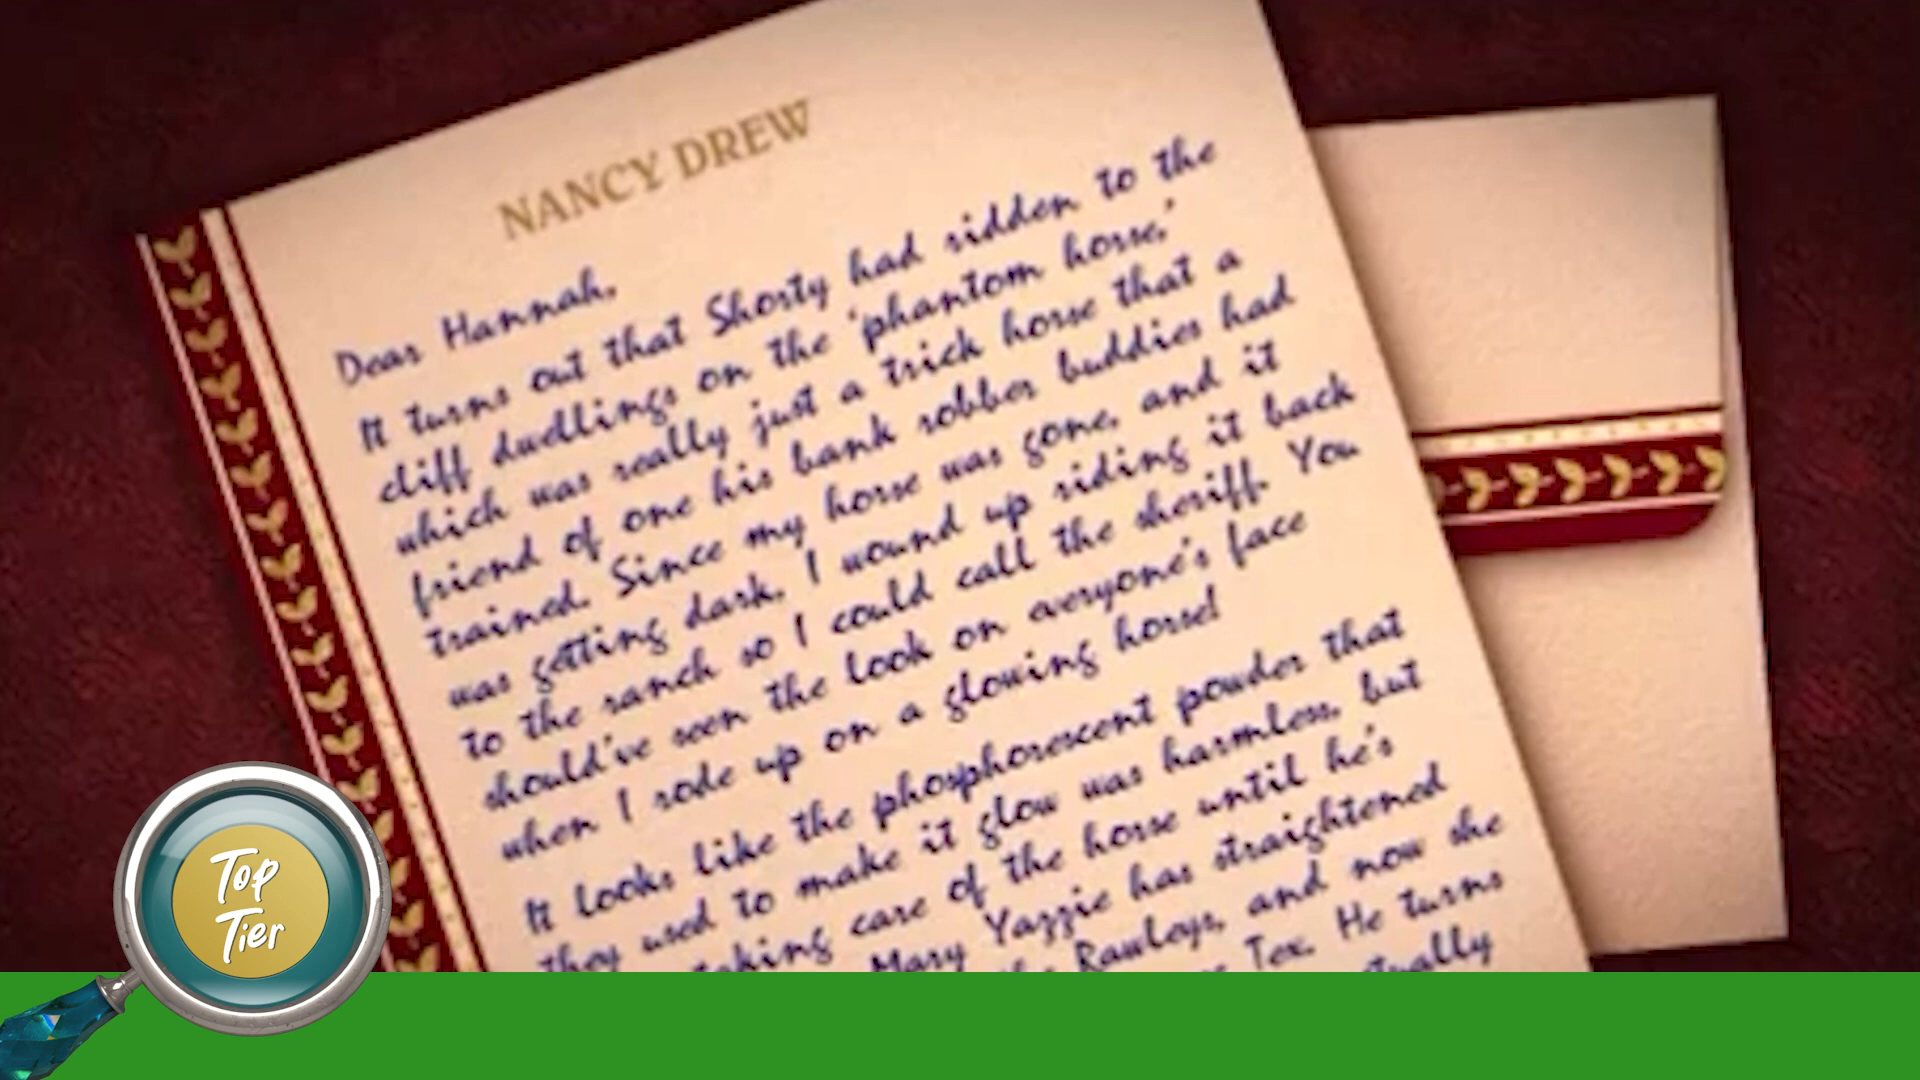 NANCY DREW
Dear Hannah,
It turns out that Shorty had ridden to the
cliff dwellings on the 'phantom horse,'
which was really just a trick horse that a
friend of one his bank robber buddies had
trained. Since my horse was gone, and it
was getting dark, I wound up riding it back
to the ranch so I could call the sheriff. You
should've seen the look on everyone's face
when I rode up on a glowing horse!
It looks like the phosphorescent powder that
they used to make it glow was harmless, but
taking care of the horse until he's
Mary Yazzie has straightened
Rawleys, and now she
Tex. He turns
Top
Tier